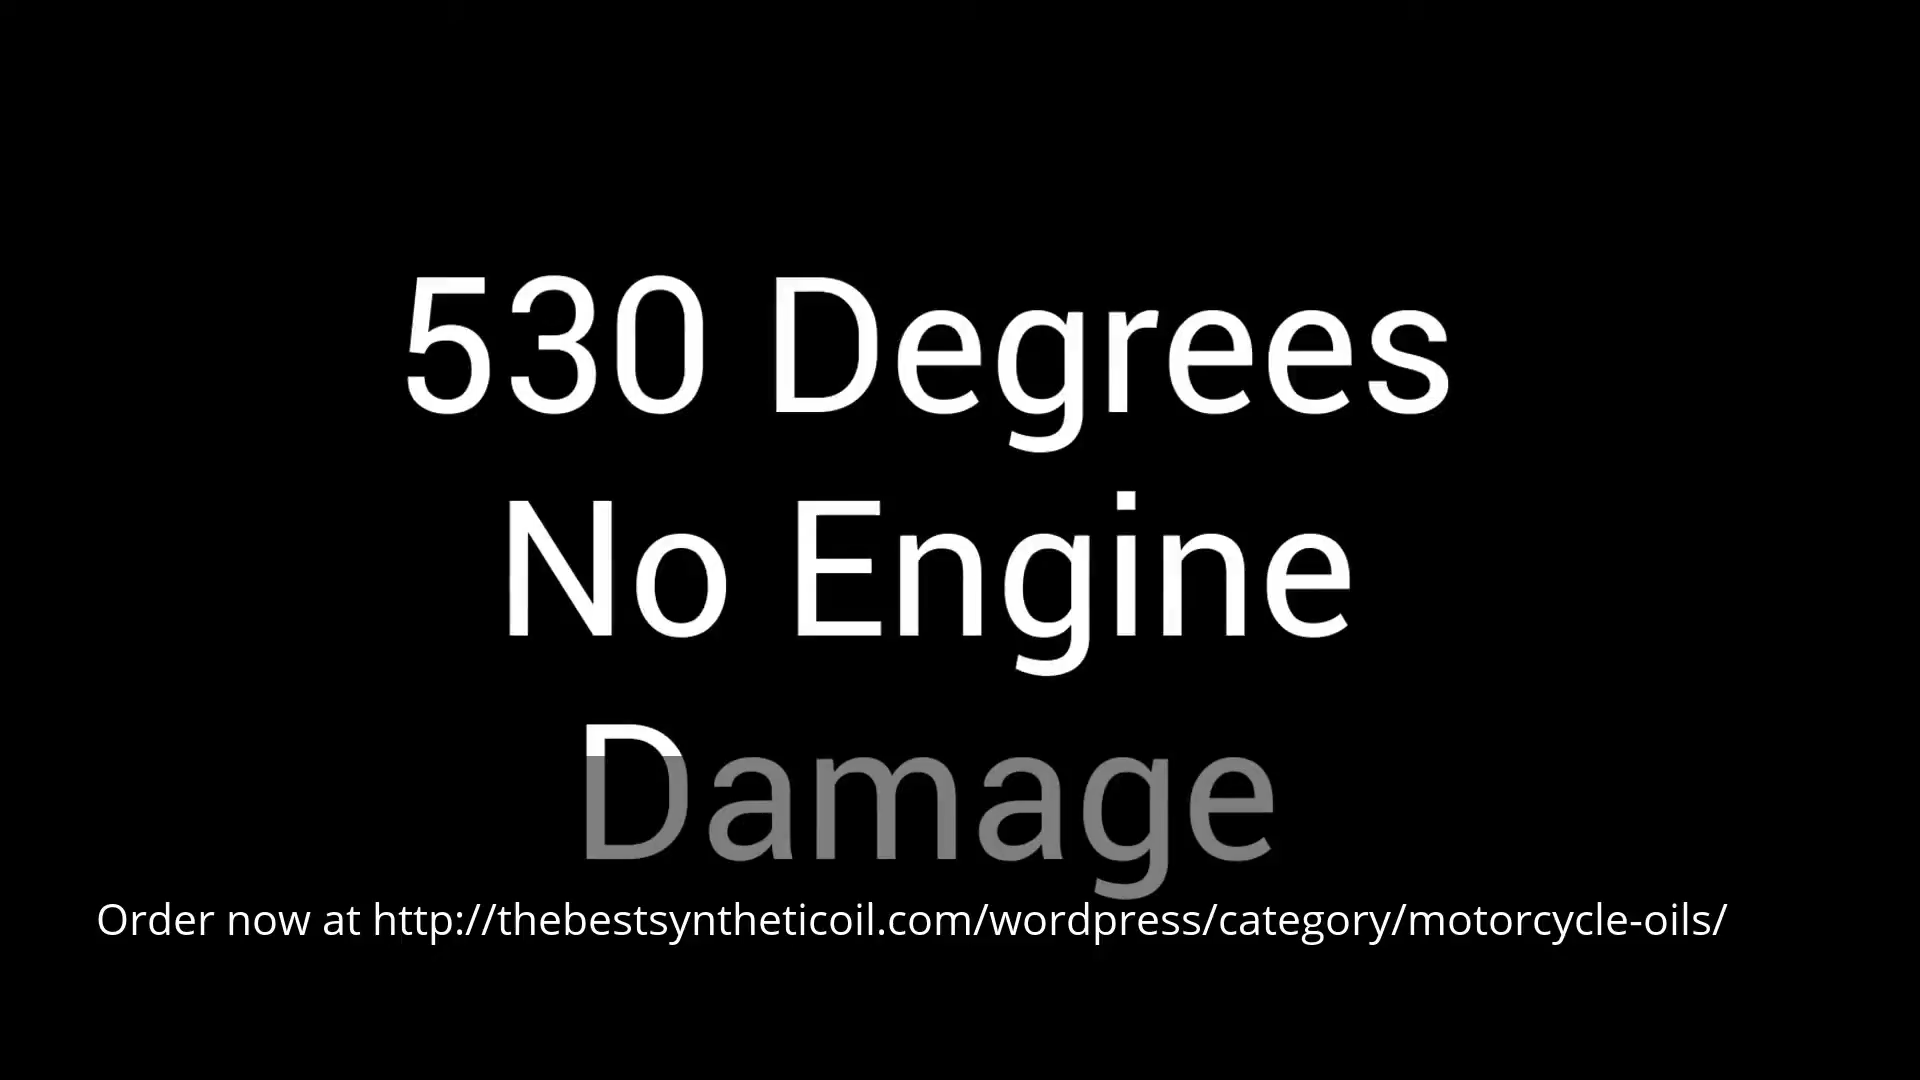 530 Degrees
No Engine
Damage
Order now at http://thebestsyntheticoil.com/wordpress/category/motorcycle-oils/